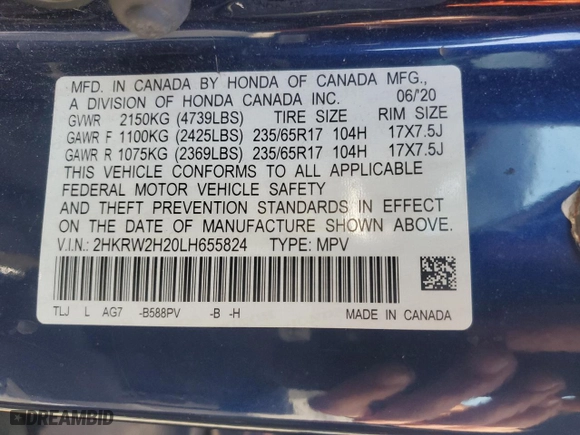 MFD. IN CANADA BY HONDA OF CANADA MFG.,
A DIVISION OF HONDA CANADA INC. 06/'20
GVWR 2150KG (4739LBS) TIRE SIZE RIM SIZE
GAWR F 1100KG (2425LBS) 235/65R17 104H 17X7.5J
GAWR R 1075KG (2369LBS) 235/65R17 104H 17X7.5J
THIS VEHICLE CONFORMS TO ALL APPLICABLE
FEDERAL MOTOR VEHICLE SAFETY
AND THEFT PREVENTION STANDARDS IN EFFECT
ON THE DATE OF MANUFACTURE SHOWN ABOVE.
V.I.N.: 2HKRW2H20LH655824 TYPE: MPV
TLJ L AG7 -B588PV -B -H MADE IN CANADA
DREAMBID